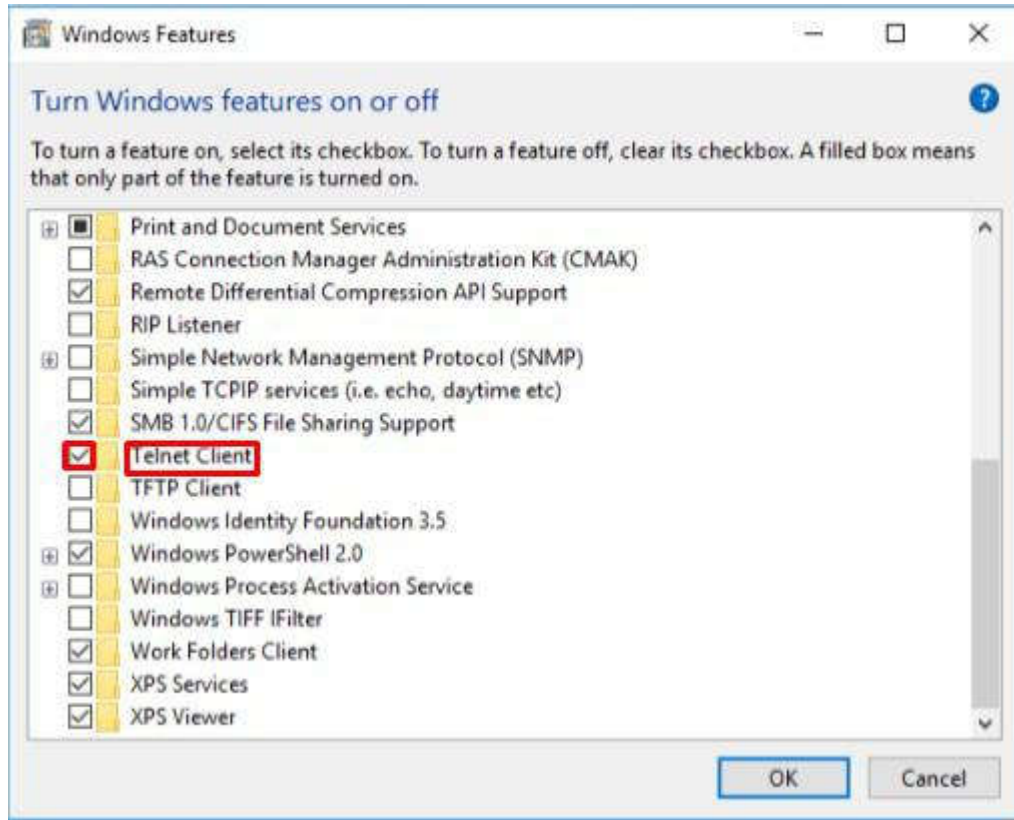 Windows Features
Turn Windows features on or off
To turn a feature on, select its checkbox. To turn a feature off, clear its checkbox. A filled box means
that only part of the feature is turned on.
Print and Document Services
RAS Connection Manager Administration Kit (CMAK)
Remote Differential Compression API Support
RIP Listener
Simple Network Management Protocol (SNMP)
Simple TCPIP services (i.e. echo, daytime etc)
SMB 1.0/CIFS File Sharing Support
Telnet Client
TFTP Client
Windows Identity Foundation 3.5
Windows PowerShell 2.0
Windows Process Activation Service
Windows TIFF IFilter
Work Folders Client
XPS Services
XPS Viewer
OK Cancel